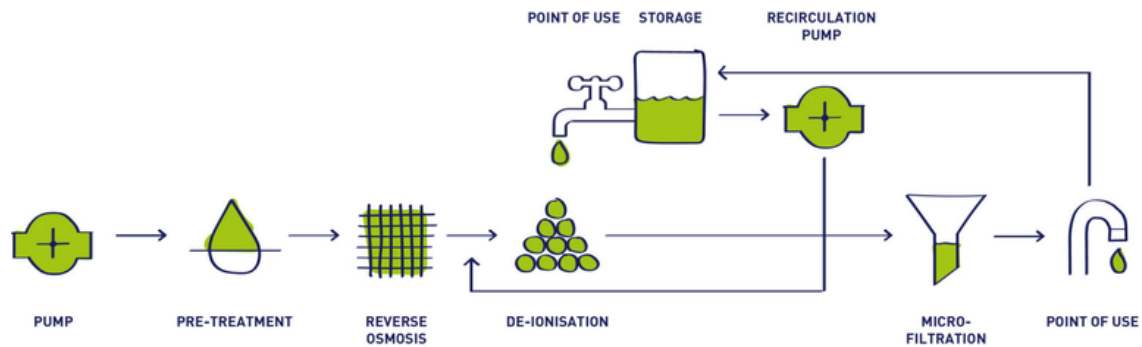 POINT OF USE
STORAGE
RECIRCULATION
PUMP
PUMP
PRE-TREATMENT
REVERSE
OSMOSIS
DE-IONISATION
MICRO-
FILTRATION
POINT OF USE